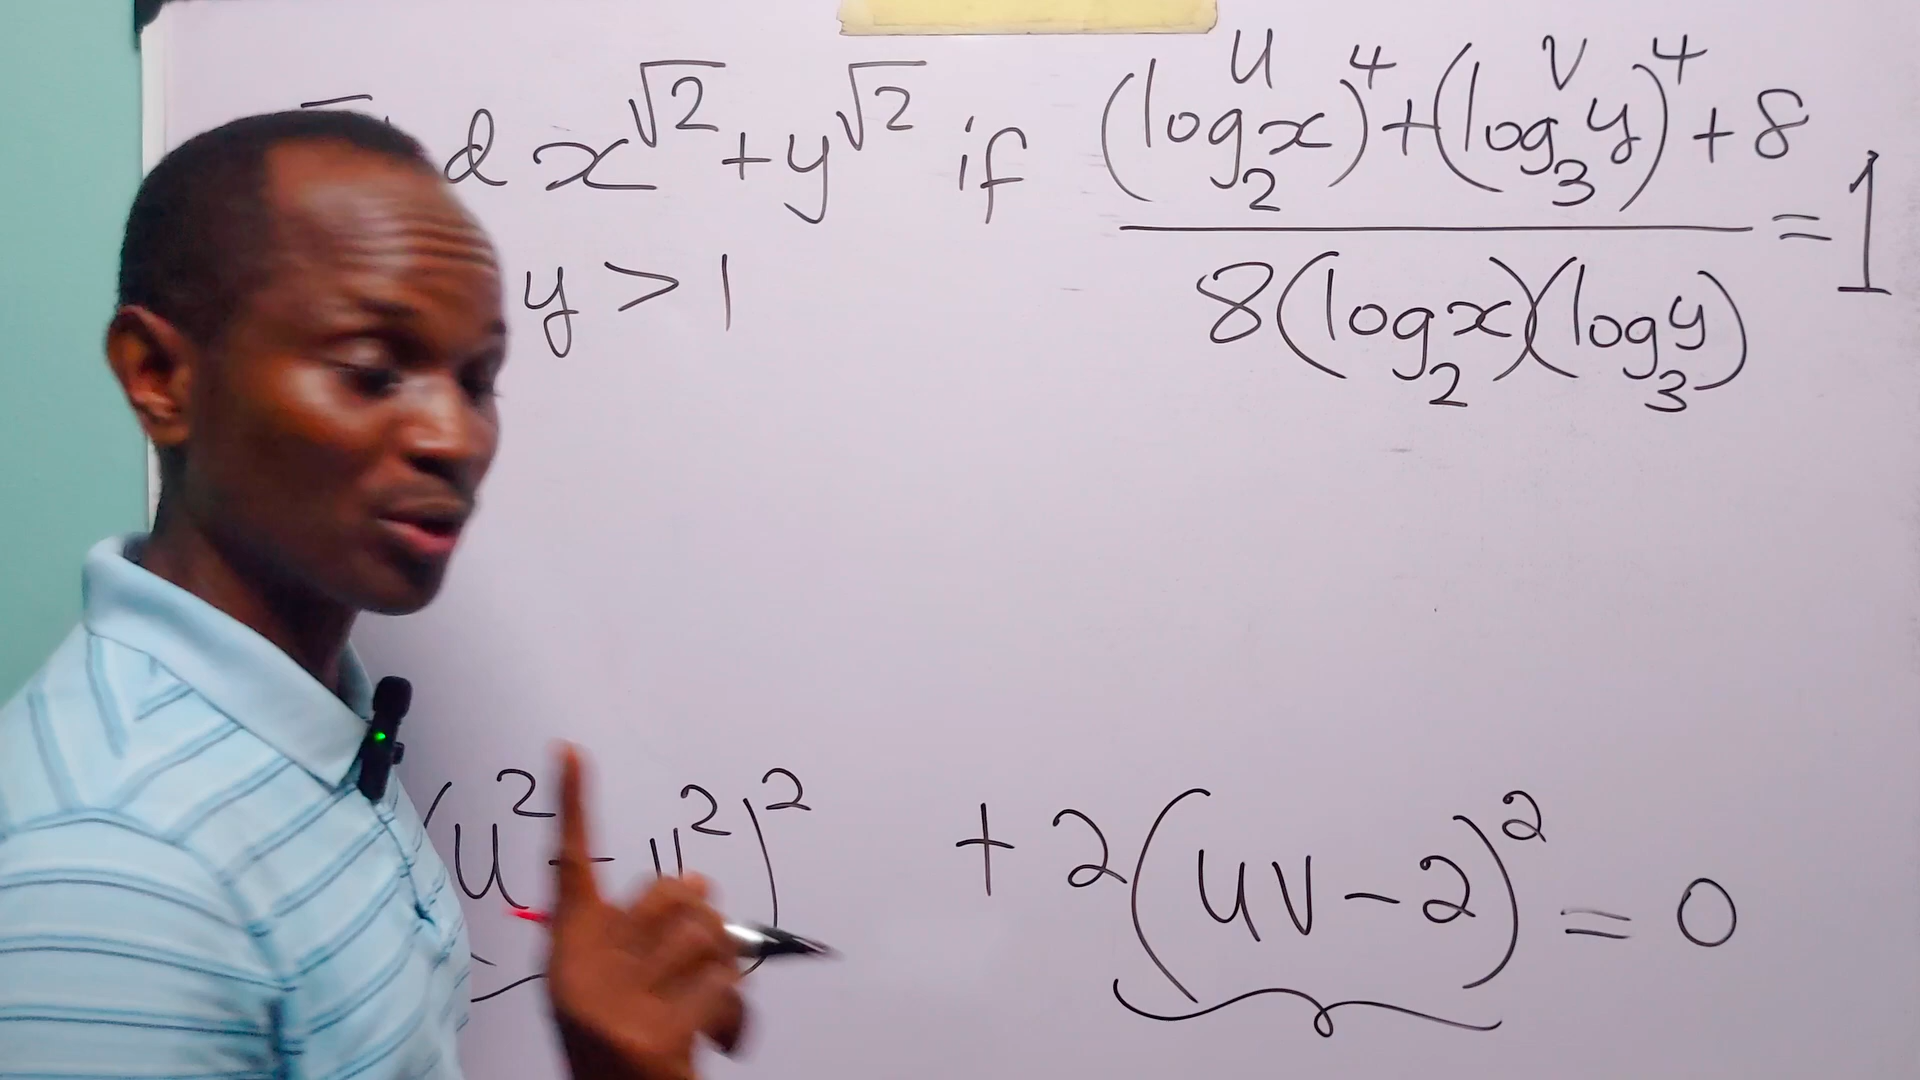 d x^√2 + y^√2 if ((log₂x)⁴ + (log₃y)⁴ + 8) / (8(log₂x)(log₃y)) = 1
u v
y > 1
(u² - v²)² + 2(uv - 2)² = 0